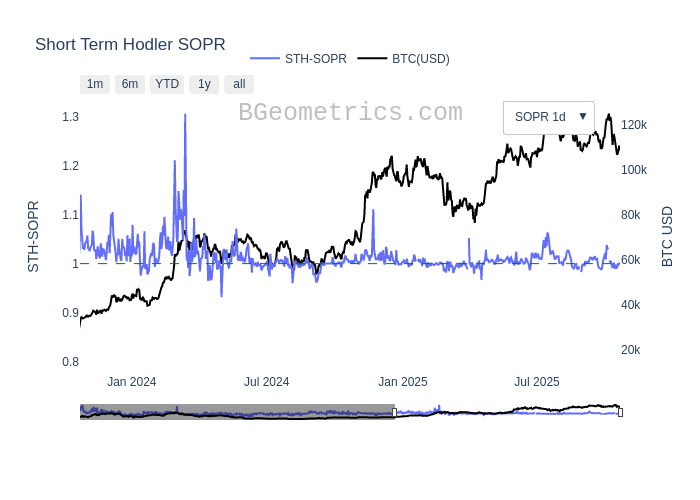 Short Term Hodler SOPR
STH-SOPR
BTC(USD)
1m
6m
YTD
1y
all
BGeometrics.com
SOPR 1d ▼
1.3
1.2
1.1
1
0.9
0.8
STH-SOPR
120k
100k
80k
60k
40k
20k
BTC USD
Jan 2024
Jul 2024
Jan 2025
Jul 2025